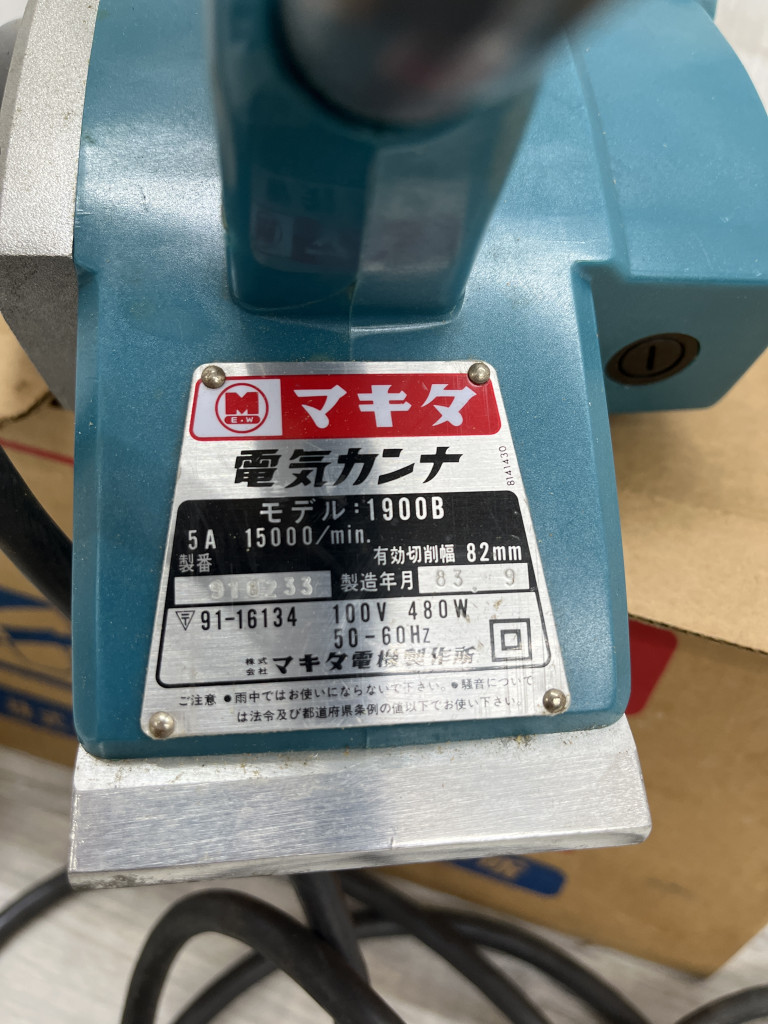 M
E.W
マキタ
電気カンナ
8141430
モデル:1900B
5A 15000/min.
製番
有効切削幅 82mm
製造年月 83 9
91-16134 100V 480W
50-60Hz
株式会社 マキタ電機製作所
ご注意 ●雨中ではお使いにならないで下さい。●騒音について
は法令及び都道府県条例の値以下でお使い下さい。